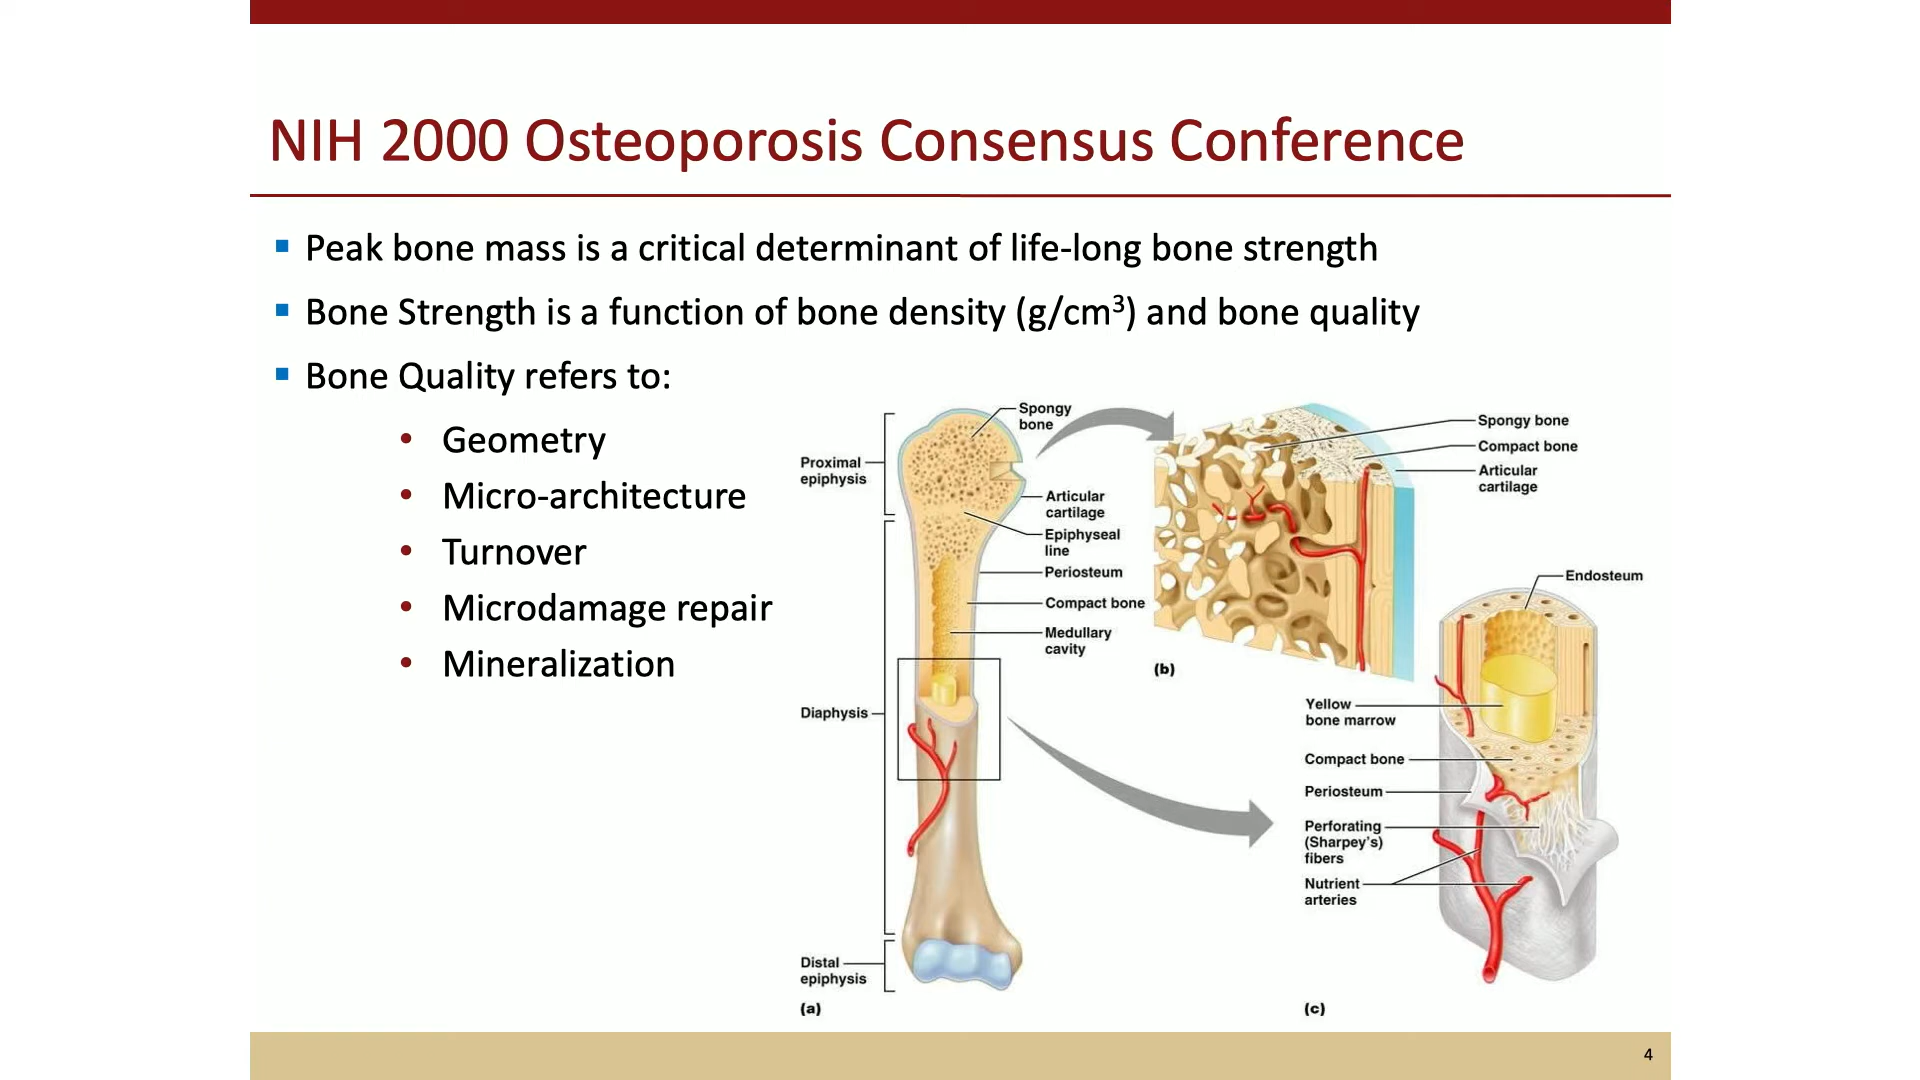 NIH 2000 Osteoporosis Consensus Conference
▪ Peak bone mass is a critical determinant of life-long bone strength
▪ Bone Strength is a function of bone density (g/cm³) and bone quality
▪ Bone Quality refers to:
• Geometry
• Micro-architecture
• Turnover
• Microdamage repair
• Mineralization
Proximal
epiphysis
Diaphysis
Distal
epiphysis
(a)
Spongy
bone
Articular
cartilage
Epiphyseal
line
Periosteum
Compact bone
Medullary
cavity
Spongy bone
Compact bone
Articular
cartilage
(b)
Endosteum
Yellow
bone marrow
Compact bone
Periosteum
Perforating
(Sharpey's)
fibers
Nutrient
arteries
(c)
4